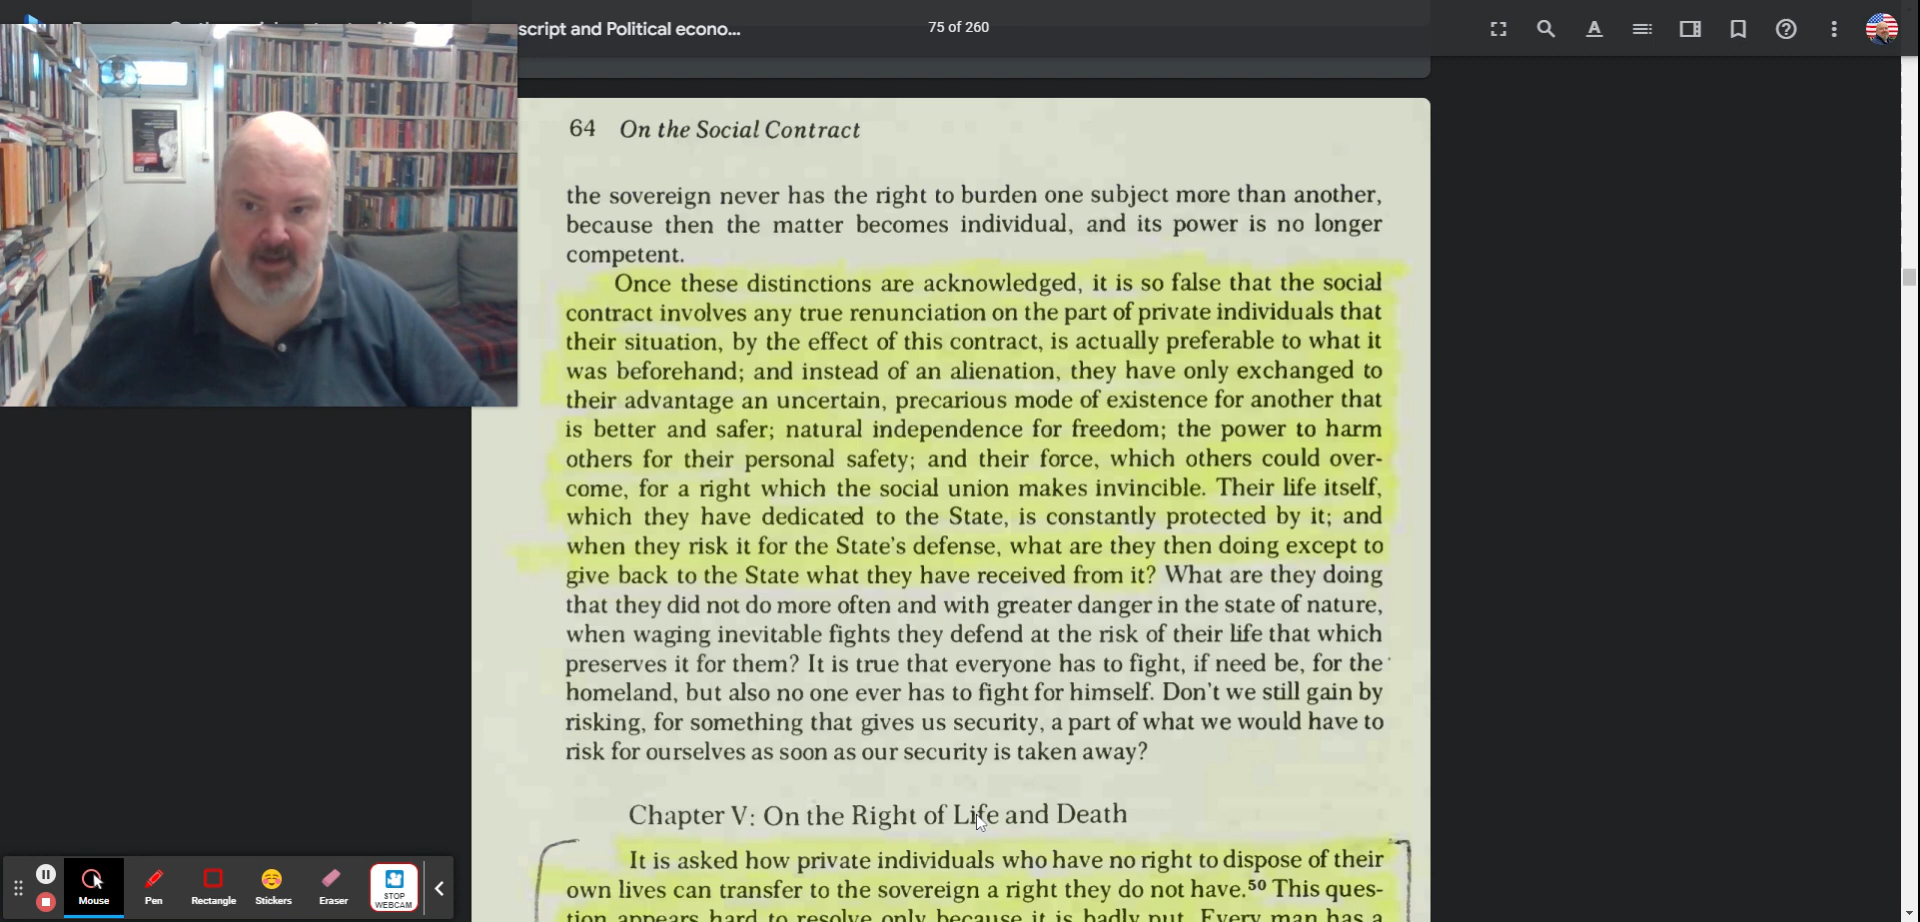 script and Political econo...
75 of 260
64 On the Social Contract
the sovereign never has the right to burden one subject more than another,
because then the matter becomes individual, and its power is no longer
competent.
Once these distinctions are acknowledged, it is so false that the social
contract involves any true renunciation on the part of private individuals that
their situation, by the effect of this contract, is actually preferable to what it
was beforehand; and instead of an alienation, they have only exchanged to
their advantage an uncertain, precarious mode of existence for another that
is better and safer; natural independence for freedom; the power to harm
others for their personal safety; and their force, which others could over-
come, for a right which the social union makes invincible. Their life itself,
which they have dedicated to the State, is constantly protected by it; and
when they risk it for the State's defense, what are they then doing except to
give back to the State what they have received from it? What are they doing
that they did not do more often and with greater danger in the state of nature,
when waging inevitable fights they defend at the risk of their life that which
preserves it for them? It is true that everyone has to fight, if need be, for the
homeland, but also no one ever has to fight for himself. Don't we still gain by
risking, for something that gives us security, a part of what we would have to
risk for ourselves as soon as our security is taken away?
Chapter V: On the Right of Life and Death
It is asked how private individuals who have no right to dispose of their
own lives can transfer to the sovereign a right they do not have.50 This ques-
tion appears hard to resolve only because it is badly put. Every man has a
Mouse
Pen
Rectangle
Stickers
Eraser
STOP
WEBCAM